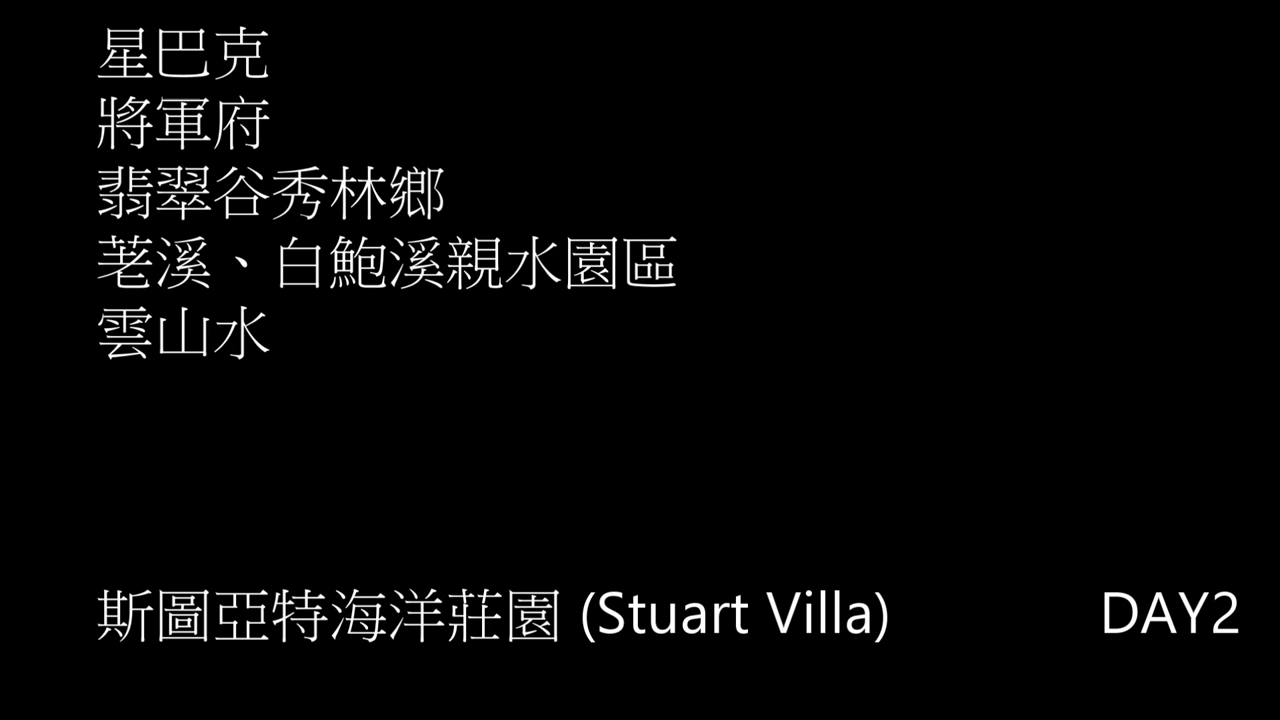 星巴克
將軍府
翡翠谷秀林鄉
荖溪、白鮑溪親水園區
雲山水
斯圖亞特海洋莊園 (Stuart Villa)
DAY2